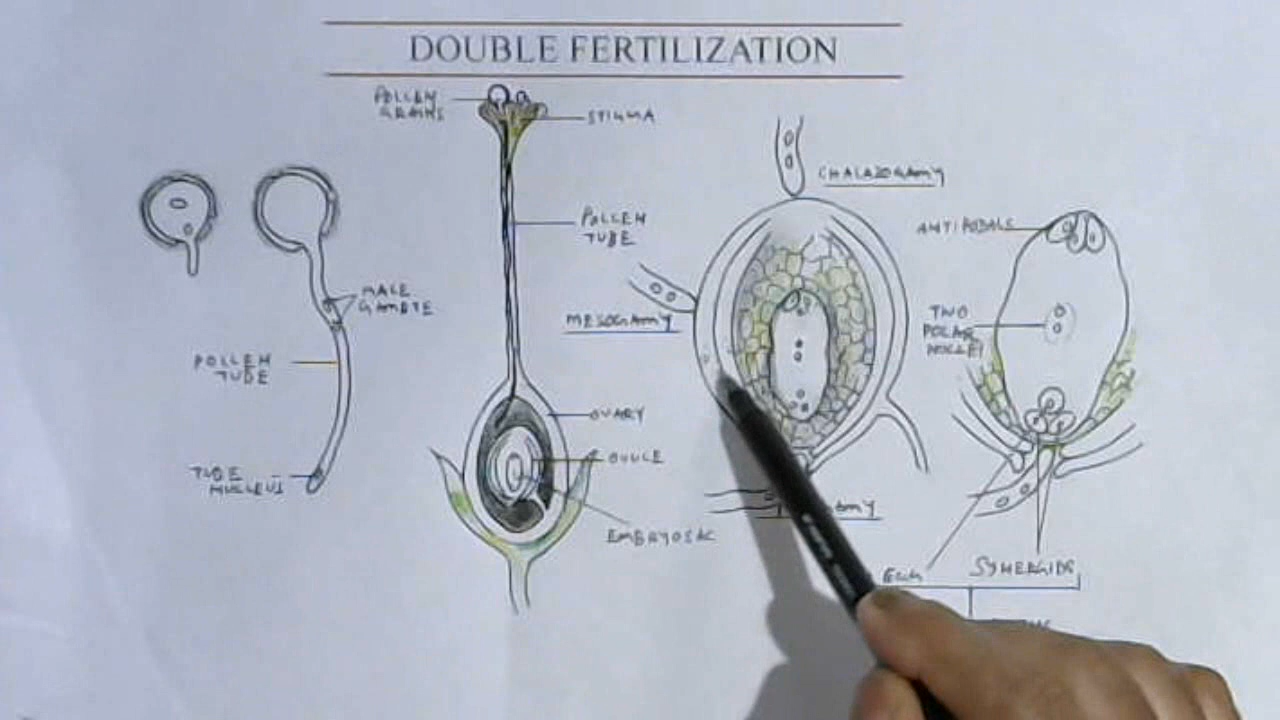 DOUBLE FERTILIZATION
POLLEN
GRAINS
STIGMA
POLLEN
TUBE
MALE
GAMETE
POLLEN
TUBE
TUBE
NUCLEUS
OVARY
OVULE
EMBRYOSAC
CHALAZOGAMY
MESOGAMY
ANTIPODALS
TWO
POLAR
NUCLEI
EGG
SYNERGIDS